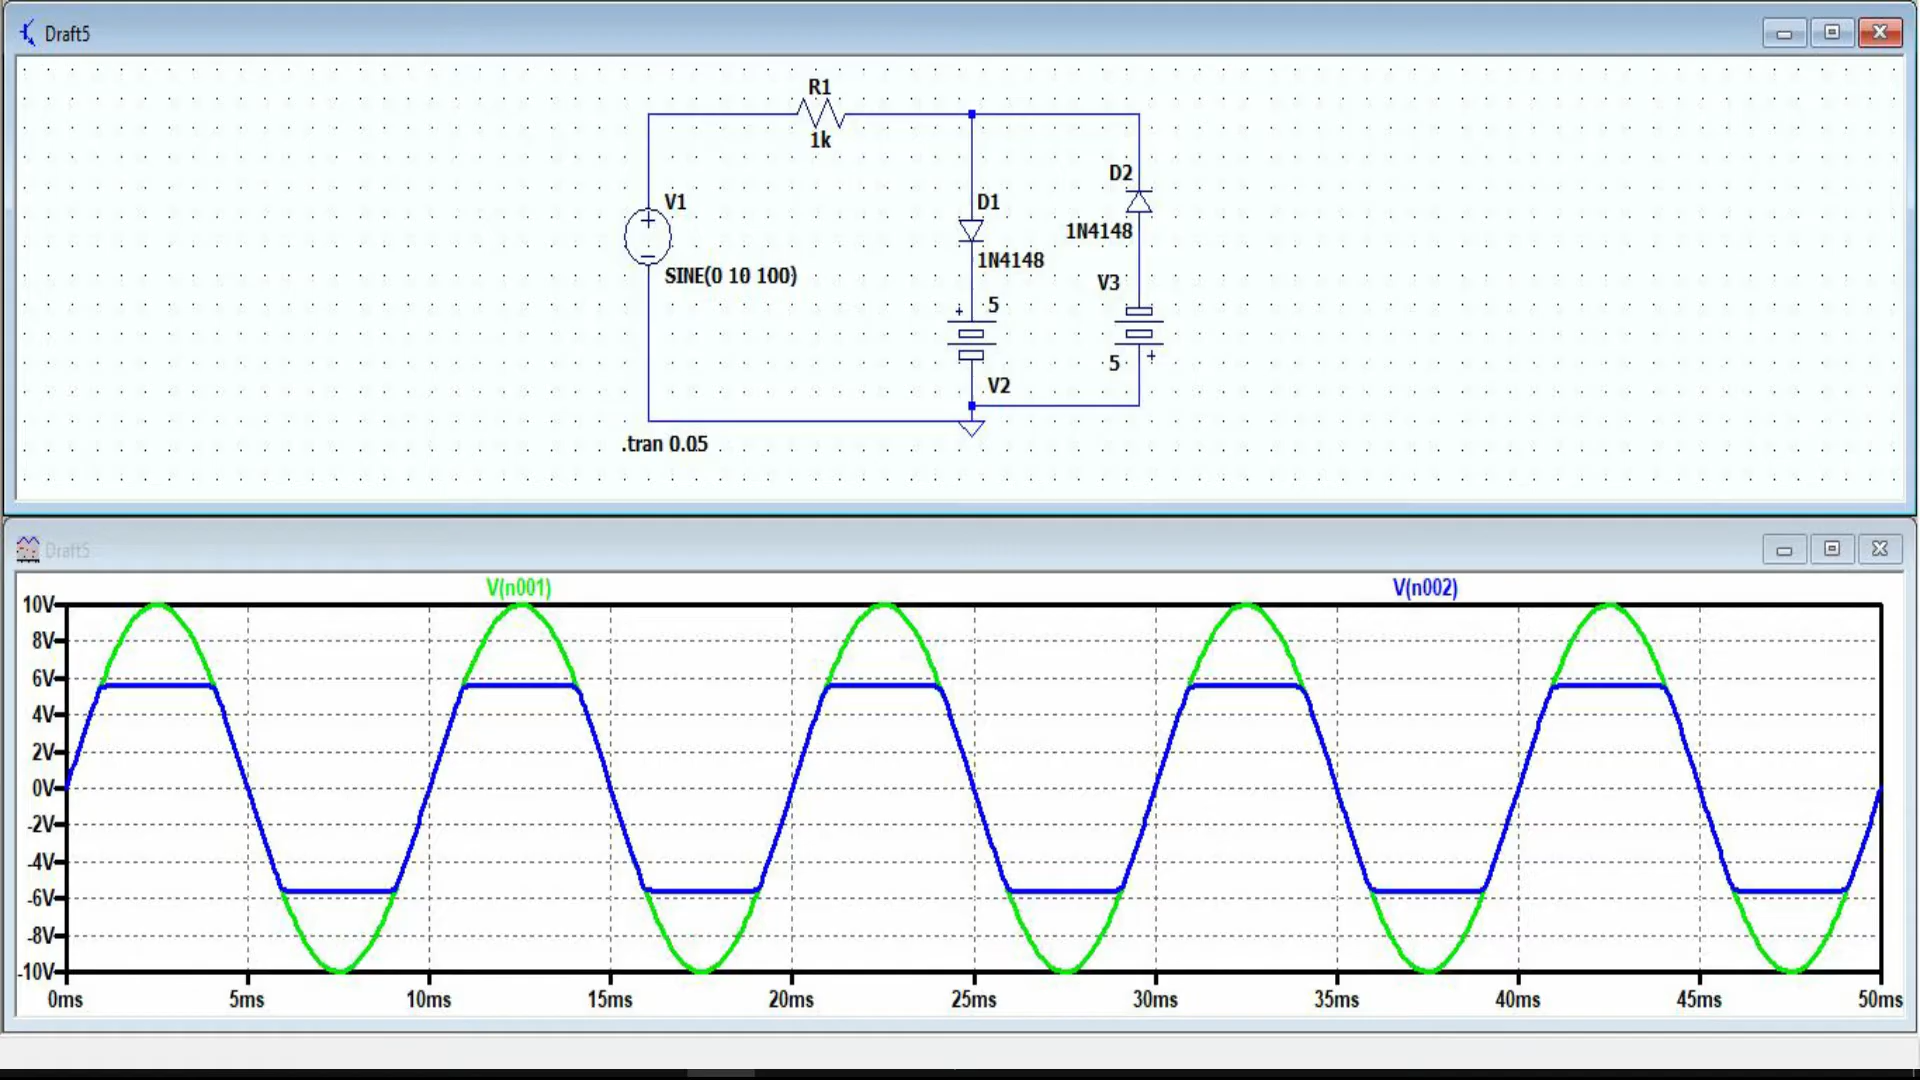 Draft5
R1
1k
D2
V1
D1
1N4148
1N4148
SINE(0 10 100)
V3
5
5
V2
.tran 0.05
Draft5
V(n001)
V(n002)
10V
8V
6V
4V
2V
0V
-2V
-4V
-6V
-8V
-10V
0ms 5ms 10ms 15ms 20ms 25ms 30ms 35ms 40ms 45ms 50ms